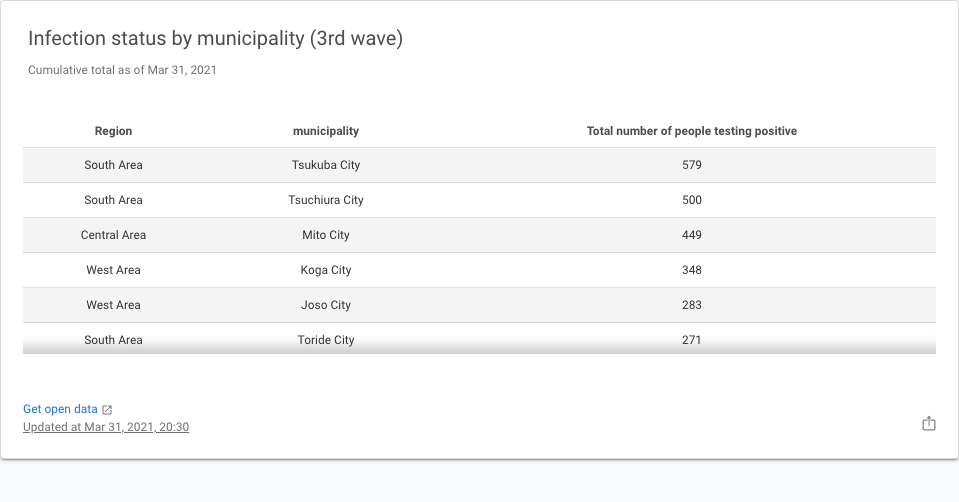 Infection status by municipality (3rd wave)
Cumulative total as of Mar 31, 2021
Region municipality Total number of people testing positive
South Area Tsukuba City 579
South Area Tsuchiura City 500
Central Area Mito City 449
West Area Koga City 348
West Area Joso City 283
South Area Toride City 271
Get open data
Updated at Mar 31, 2021, 20:30